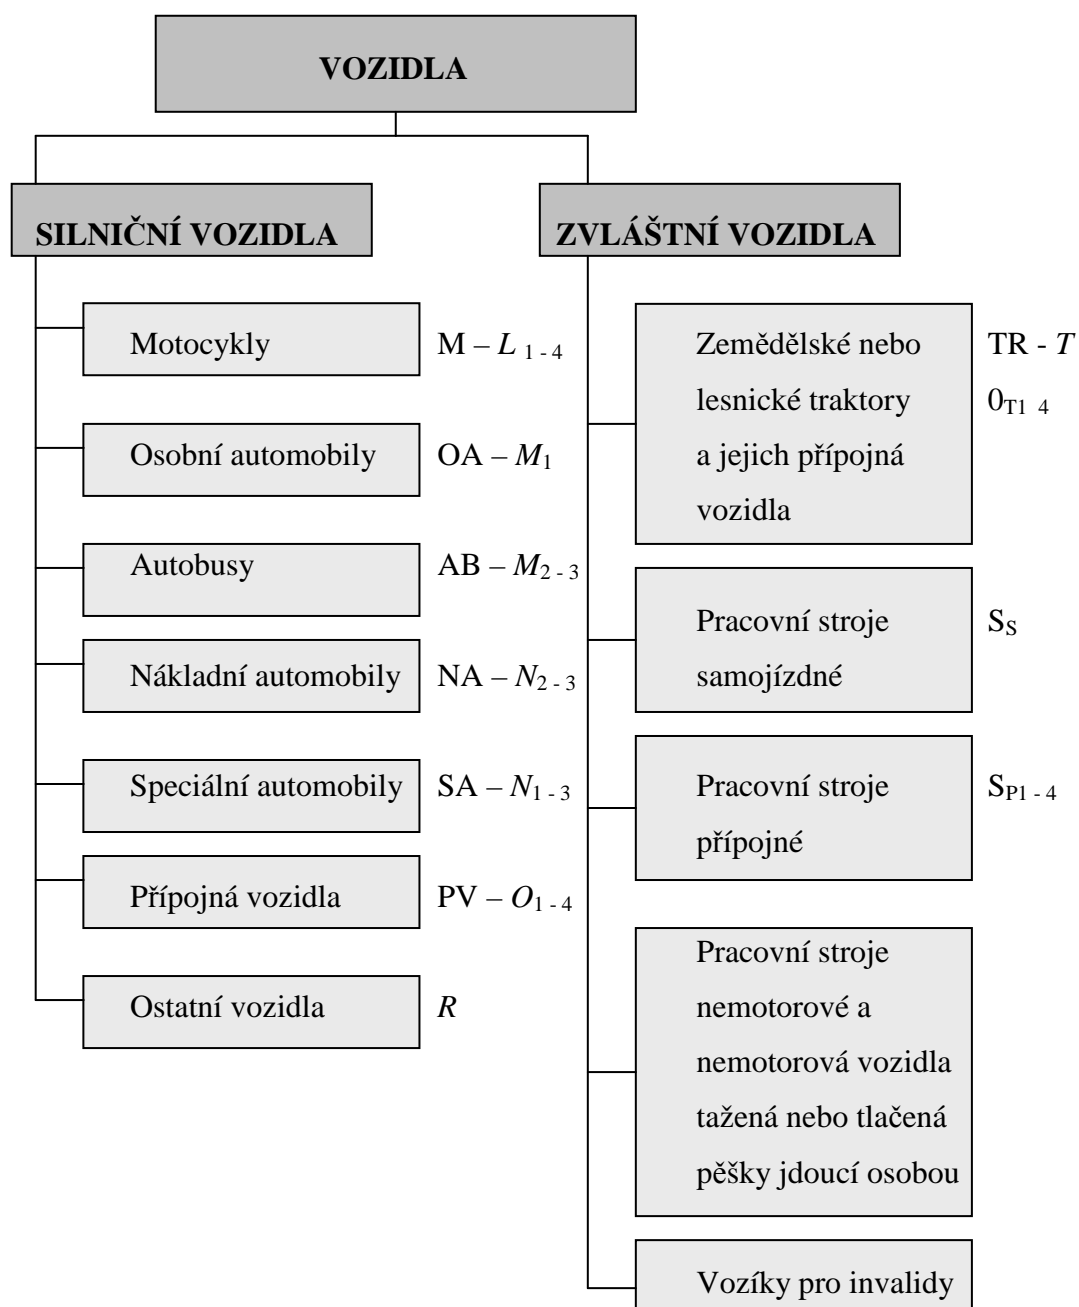 VOZIDLA
SILNIČNÍ VOZIDLA
Motocykly M – L 1 - 4
Osobní automobily OA – M1
Autobusy AB – M2 - 3
Nákladní automobily NA – N2 - 3
Speciální automobily SA – N1 - 3
Přípojná vozidla PV – O1 - 4
Ostatní vozidla R
ZVLÁŠTNÍ VOZIDLA
Zemědělské nebo TR - T
lesnické traktory 0T1 4
a jejich přípojná
vozidla
Pracovní stroje SS
samojízdné
Pracovní stroje SP1 - 4
přípojné
Pracovní stroje
nemotorové a
nemotorová vozidla
tažená nebo tlačená
pěšky jdoucí osobou
Vozíky pro invalidy